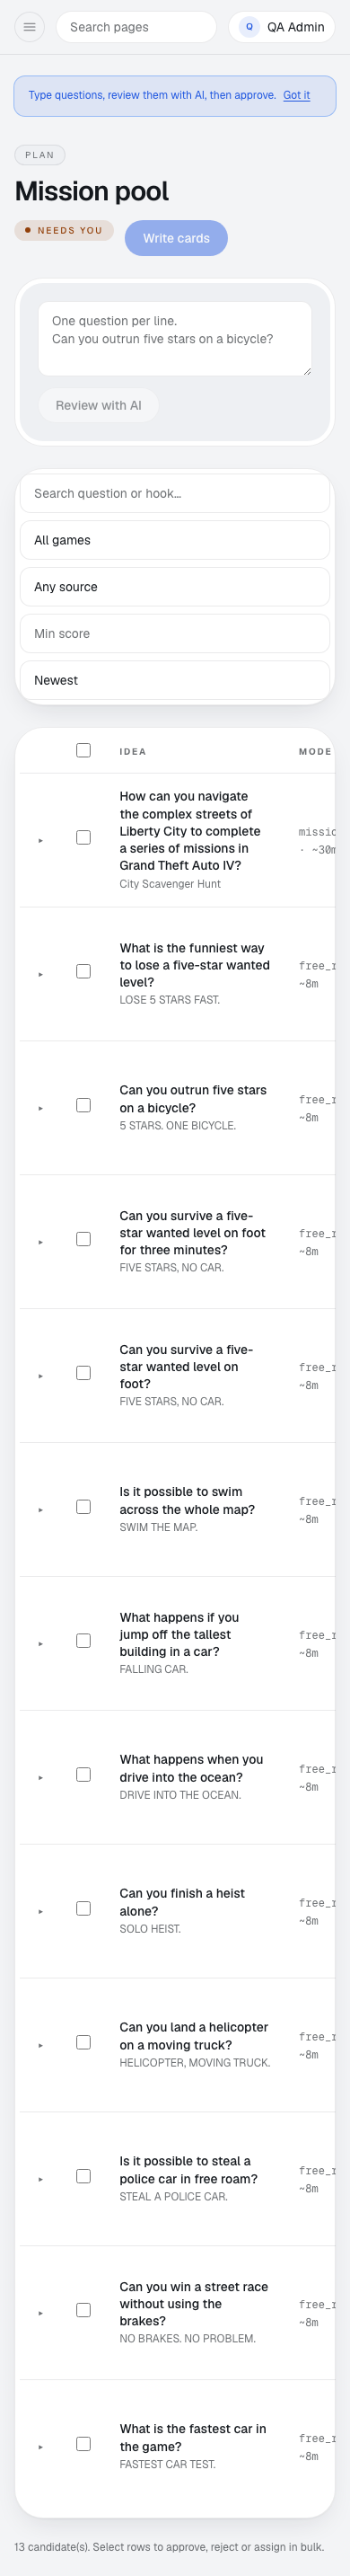 Search pages
Q QA Admin
Type questions, review them with AI, then approve. Got it
PLAN
Mission pool
NEEDS YOU
Write cards
One question per line.
Can you outrun five stars on a bicycle?
Review with AI
Search question or hook...
All games
Any source
Min score
Newest
IDEA MODE
How can you navigate
the complex streets of
Liberty City to complete
a series of missions in
Grand Theft Auto IV?
City Scavenger Hunt
· ~30m
What is the funniest way
to lose a five-star wanted
level?
LOSE 5 STARS FAST.
~8m
Can you outrun five stars
on a bicycle?
5 STARS. ONE BICYCLE.
~8m
Can you survive a five-
star wanted level on foot
for three minutes?
FIVE STARS, NO CAR.
~8m
Can you survive a five-
star wanted level on
foot?
FIVE STARS, NO CAR.
~8m
Is it possible to swim
across the whole map?
SWIM THE MAP.
~8m
What happens if you
jump off the tallest
building in a car?
FALLING CAR.
~8m
What happens when you
drive into the ocean?
DRIVE INTO THE OCEAN.
~8m
Can you finish a heist
alone?
SOLO HEIST.
~8m
Can you land a helicopter
on a moving truck?
HELICOPTER, MOVING TRUCK.
~8m
Is it possible to steal a
police car in free roam?
STEAL A POLICE CAR.
~8m
Can you win a street race
without using the
brakes?
NO BRAKES. NO PROBLEM.
~8m
What is the fastest car in
the game?
FASTEST CAR TEST.
~8m
13 candidate(s). Select rows to approve, reject or assign in bulk.